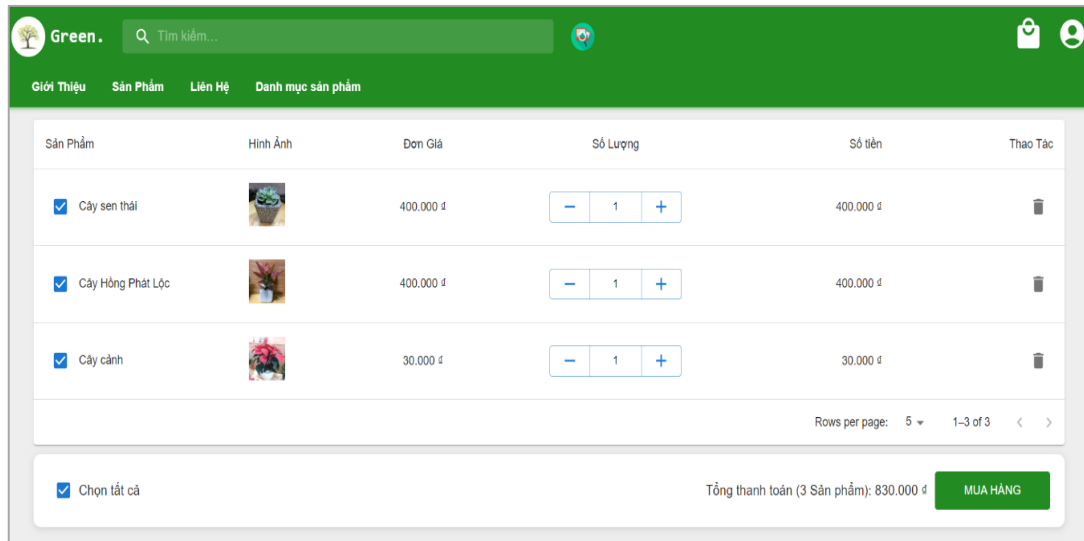 Green.
Tìm kiếm...
Giới Thiệu Sản Phẩm Liên Hệ Danh mục sản phẩm
Sản Phẩm Hình Ảnh Đơn Giá Số Lượng Số tiền Thao Tác
Cây sen thái 400.000 ₫ 1 400.000 ₫
Cây Hồng Phát Lộc 400.000 ₫ 1 400.000 ₫
Cây cảnh 30.000 ₫ 1 30.000 ₫
Rows per page: 5 1–3 of 3
Chọn tất cả Tổng thanh toán (3 Sản phẩm): 830.000 ₫ MUA HÀNG